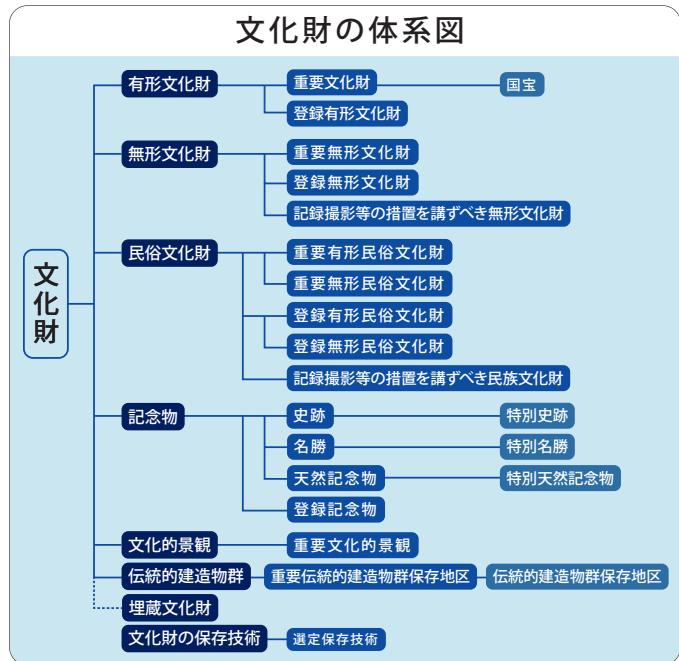 文化財の体系図
文化財
有形文化財
重要文化財
国宝
登録有形文化財
無形文化財
重要無形文化財
登録無形文化財
記録撮影等の措置を講ずべき無形文化財
民俗文化財
重要有形民俗文化財
重要無形民俗文化財
登録有形民俗文化財
登録無形民俗文化財
記録撮影等の措置を講ずべき民族文化財
記念物
史跡
特別史跡
名勝
特別名勝
天然記念物
特別天然記念物
登録記念物
文化的景観
重要文化的景観
伝統的建造物群
重要伝統的建造物群保存地区
伝統的建造物群保存地区
埋蔵文化財
文化財の保存技術
選定保存技術